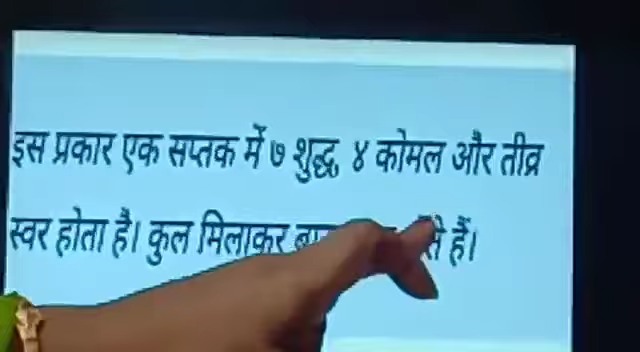 इस प्रकार एक सप्तक में ७ शुद्ध, ४ कोमल और तीव्र
स्वर होता है। कुल मिलाकर हैं।